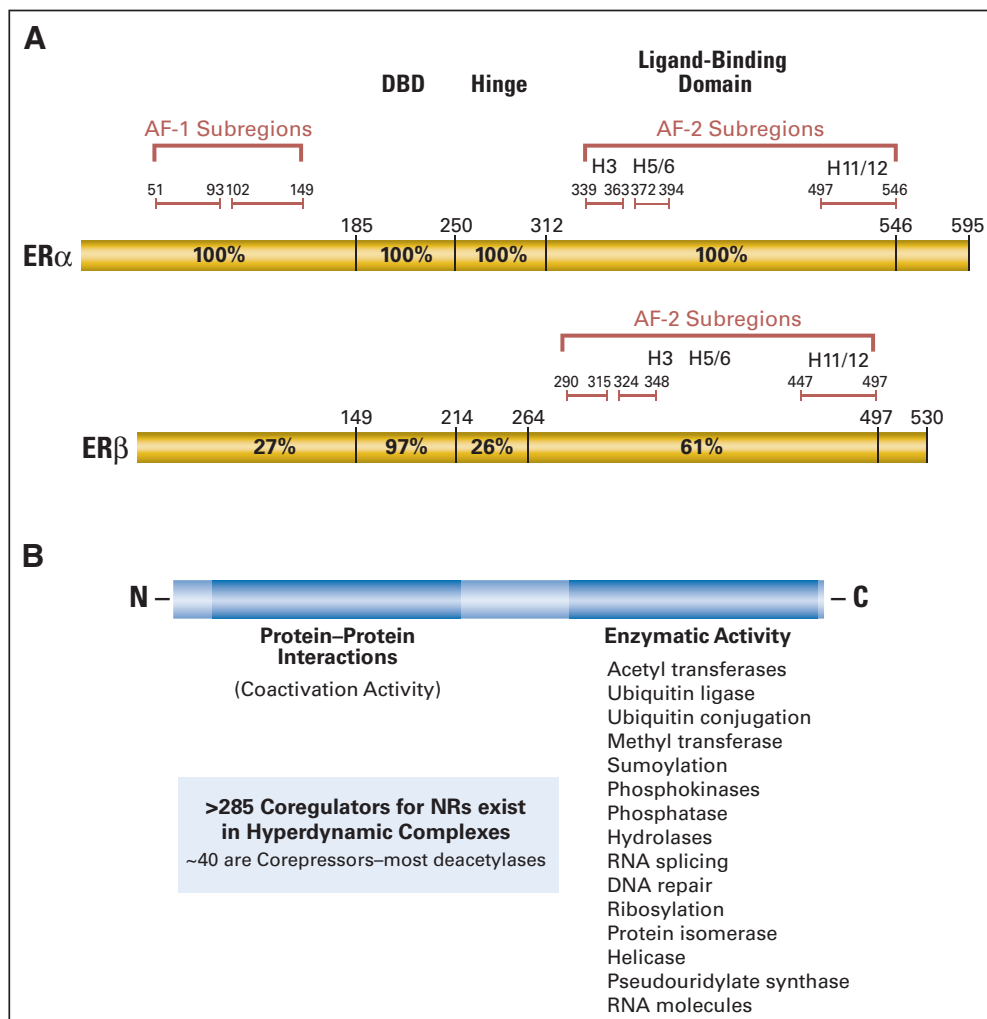 A
DBD Hinge Ligand-Binding
Domain
AF-1 Subregions AF-2 Subregions
H3 H5/6 H11/12
51 93 102 149 339 363 372 394 497 546
185 250 312 546 595
ERα 100% 100% 100% 100%
AF-2 Subregions
H3 H5/6 H11/12
290 315 324 348 447 497
149 214 264 497 530
ERβ 27% 97% 26% 61%
B
N – – C
Protein–Protein
Interactions
(Coactivation Activity)
>285 Coregulators for NRs exist
in Hyperdynamic Complexes
~40 are Corepressors–most deacetylases
Enzymatic Activity
Acetyl transferases
Ubiquitin ligase
Ubiquitin conjugation
Methyl transferase
Sumoylation
Phosphokinases
Phosphatase
Hydrolases
RNA splicing
DNA repair
Ribosylation
Protein isomerase
Helicase
Pseudouridylate synthase
RNA molecules